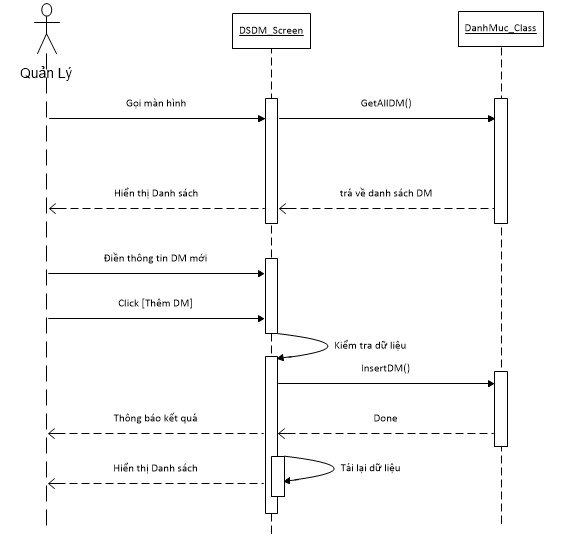 DSDM_Screen
DanhMuc_Class
Quản Lý
Gọi màn hình
GetAllDM()
Hiển thị Danh sách
trả về danh sách DM
Điền thông tin DM mới
Click [Thêm DM]
Kiểm tra dữ liệu
InsertDM()
Thông báo kết quả
Done
Hiển thị Danh sách
Tải lại dữ liệu